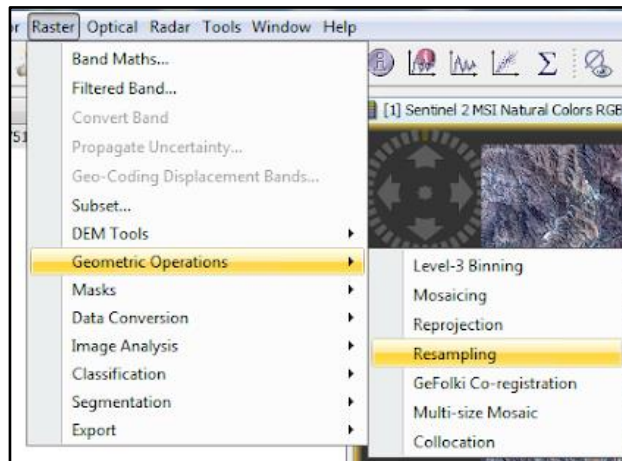 Raster Optical Radar Tools Window Help
Band Maths...
Filtered Band...
Convert Band
Propagate Uncertainty...
Geo-Coding Displacement Bands...
Subset...
DEM Tools
Geometric Operations
Masks
Data Conversion
Image Analysis
Classification
Segmentation
Export
[1] Sentinel 2 MSI Natural Colors RGB
Level-3 Binning
Mosaicing
Reprojection
Resampling
GeFolki Co-registration
Multi-size Mosaic
Collocation